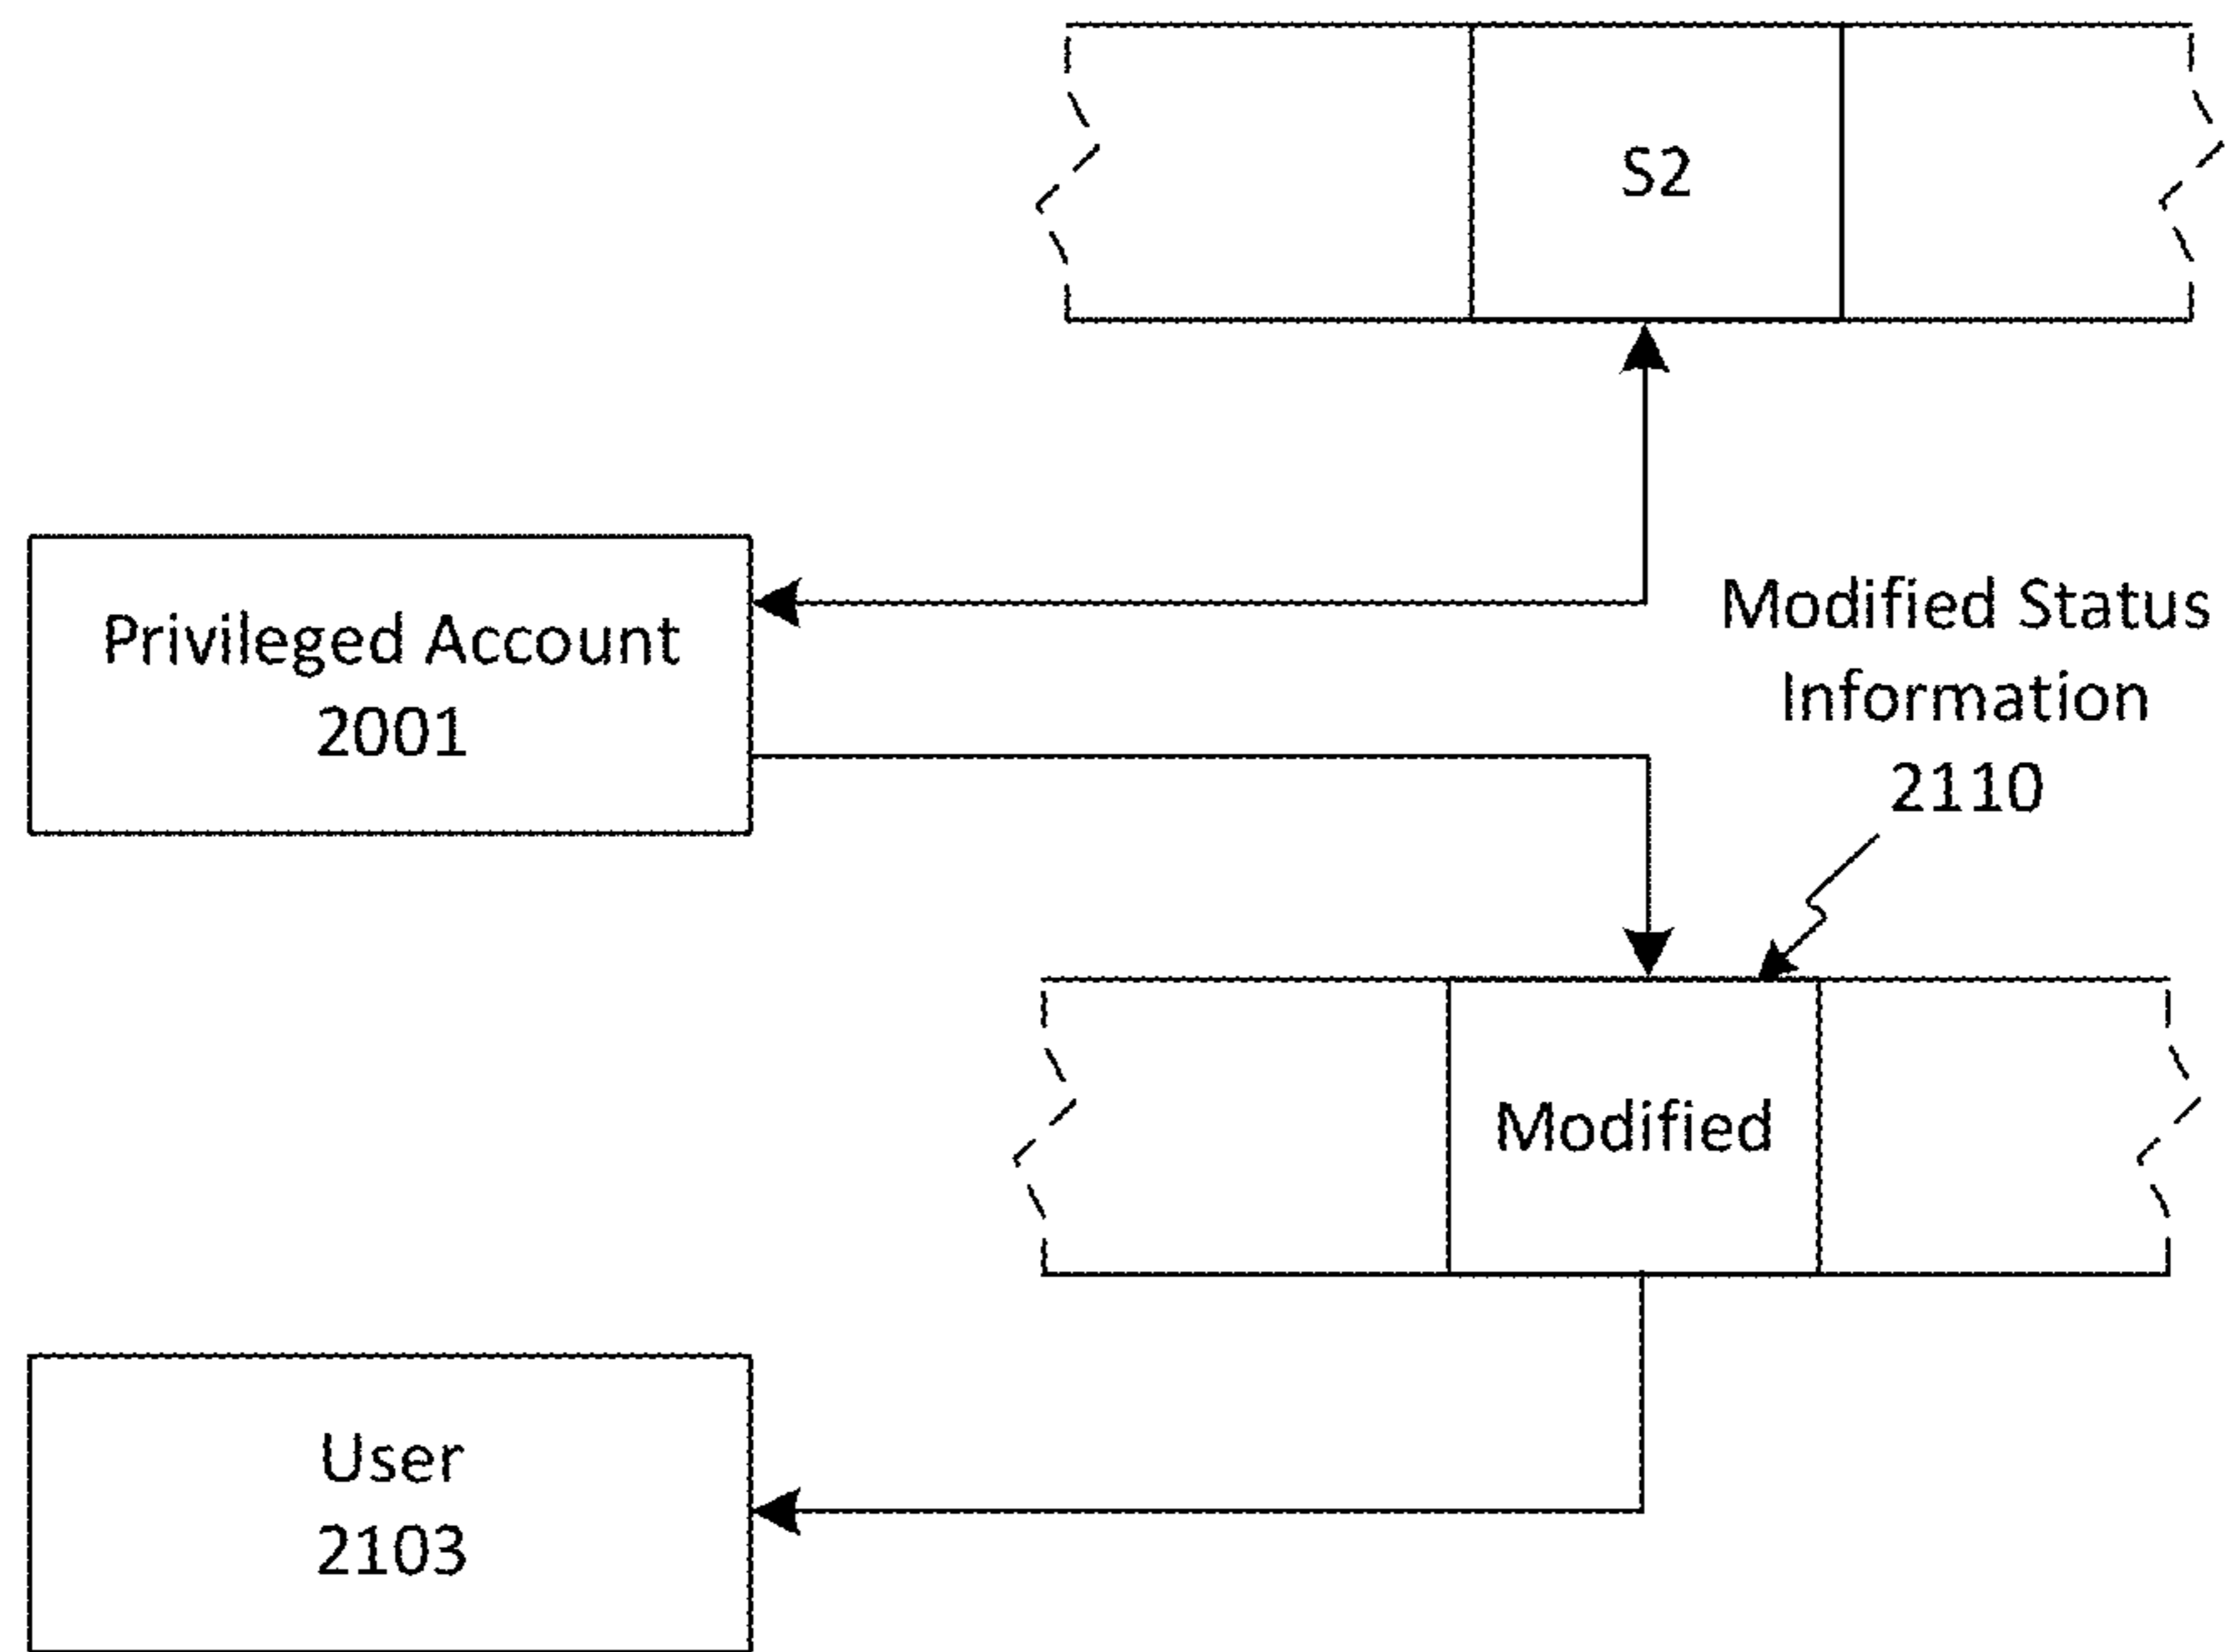 S2
Privileged Account
2001
Modified Status
Information
2110
Modified
User
2103